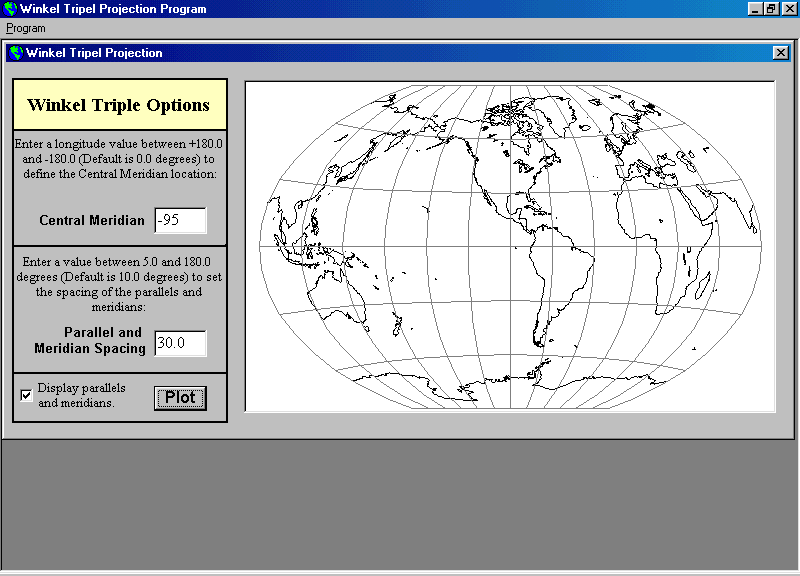 Winkel Tripel Projection Program
Program
Winkel Tripel Projection
Winkel Triple Options
Enter a longitude value between +180.0
and -180.0 (Default is 0.0 degrees) to
define the Central Meridian location:
Central Meridian -95
Enter a value between 5.0 and 180.0
degrees (Default is 10.0 degrees) to set
the spacing of the parallels and
meridians:
Parallel and
Meridian Spacing 30.0
Display parallels
and meridians.
Plot